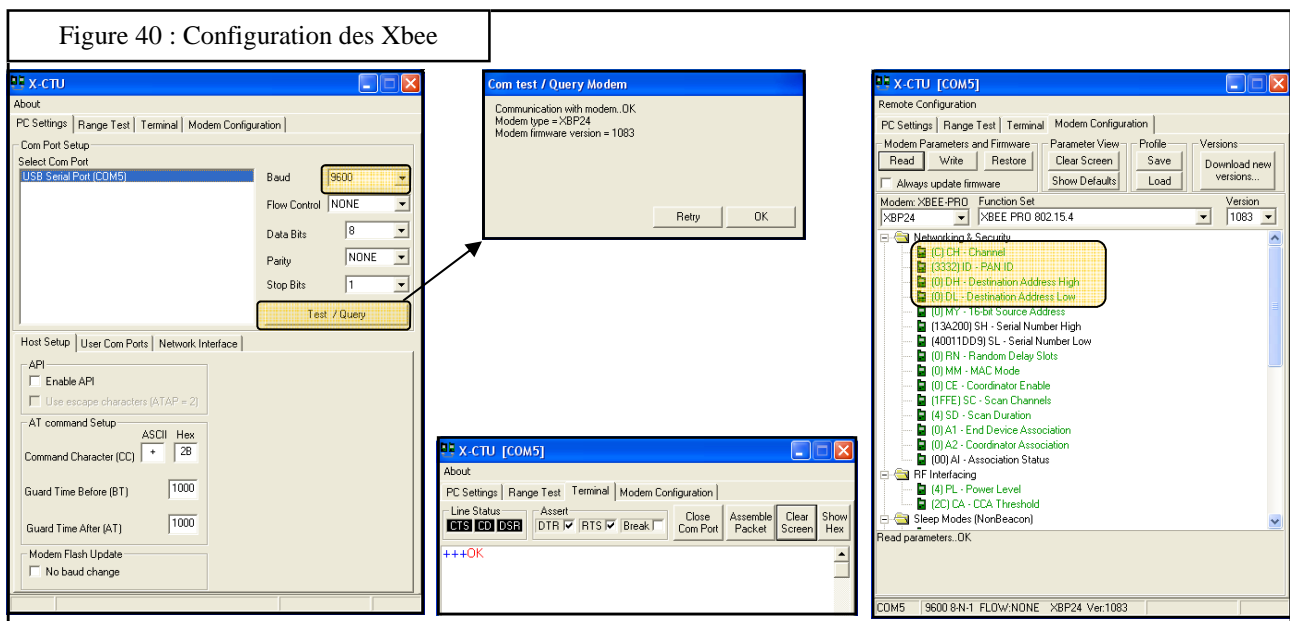 Figure 40 : Configuration des Xbee
X-CTU
About
PC Settings Range Test Terminal Modem Configuration
Com Port Setup
Select Com Port
USB Serial Port (COM5)
Baud 9600
Flow Control NONE
Data Bits 8
Parity NONE
Stop Bits 1
Test / Query
Host Setup User Com Ports Network Interface
API
Enable API
Use escape characters (ATAP = 2)
AT command Setup
ASCII Hex
Command Character (CC) + 2B
Guard Time Before (BT) 1000
Guard Time After (AT) 1000
Modem Flash Update
No baud change
Com test / Query Modem
Communication with modem..OK
Modem type = XBP24
Modem firmware version = 1083
Retry OK
X-CTU [COM5]
About
PC Settings Range Test Terminal Modem Configuration
Line Status Assert
CTS CD DSR DTR RTS Break
Close Com Port
Assemble Packet
Clear Screen
Show Hex
+++OK
X-CTU [COM5]
Remote Configuration
PC Settings Range Test Terminal Modem Configuration
Modem Parameters and Firmware Parameter View Profile Versions
Read Write Restore Clear Screen Save Download new versions...
Always update firmware Show Defaults Load
Modem: XBEE-PRO Function Set Version
XBP24 XBEE PRO 802.15.4 1083
Networking & Security
(C) CH - Channel
(3332) ID - PAN ID
(0) DH - Destination Address High
(0) DL - Destination Address Low
(0) MY - 16-bit Source Address
(13A200) SH - Serial Number High
(40011DD9) SL - Serial Number Low
(0) RN - Random Delay Slots
(0) MM - MAC Mode
(0) CE - Coordinator Enable
(1FFE) SC - Scan Channels
(4) SD - Scan Duration
(0) A1 - End Device Association
(0) A2 - Coordinator Association
(00) AI - Association Status
RF Interfacing
(4) PL - Power Level
(2C) CA - CCA Threshold
Sleep Modes (NonBeacon)
Read parameters..OK
COM5 9600 8-N-1 FLOW:NONE XBP24 Ver:1083